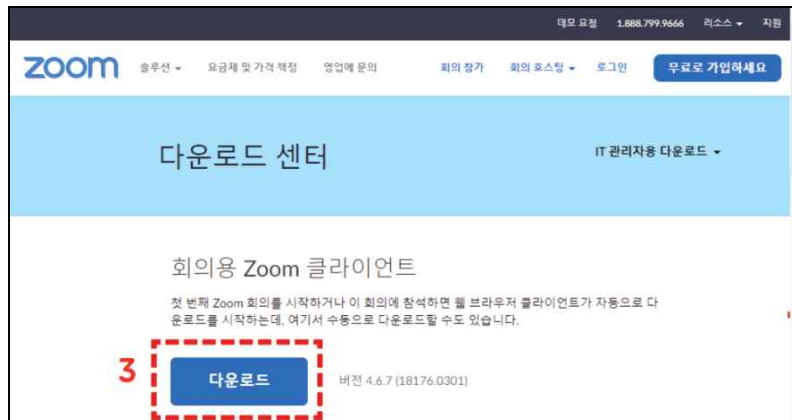 데모 요청 1.888.799.9666 리소스 지원
zoom 솔루션 요금제 및 가격 책정 영업에 문의 회의 참가 회의 호스팅 로그인 무료로 가입하세요
다운로드 센터 IT 관리자용 다운로드
회의용 Zoom 클라이언트
첫 번째 Zoom 회의를 시작하거나 이 회의에 참석하면 웹 브라우저 클라이언트가 자동으로 다
운로드를 시작하는데, 여기서 수동으로 다운로드할 수도 있습니다.
3 다운로드 버전 4.6.7 (18176.0301)